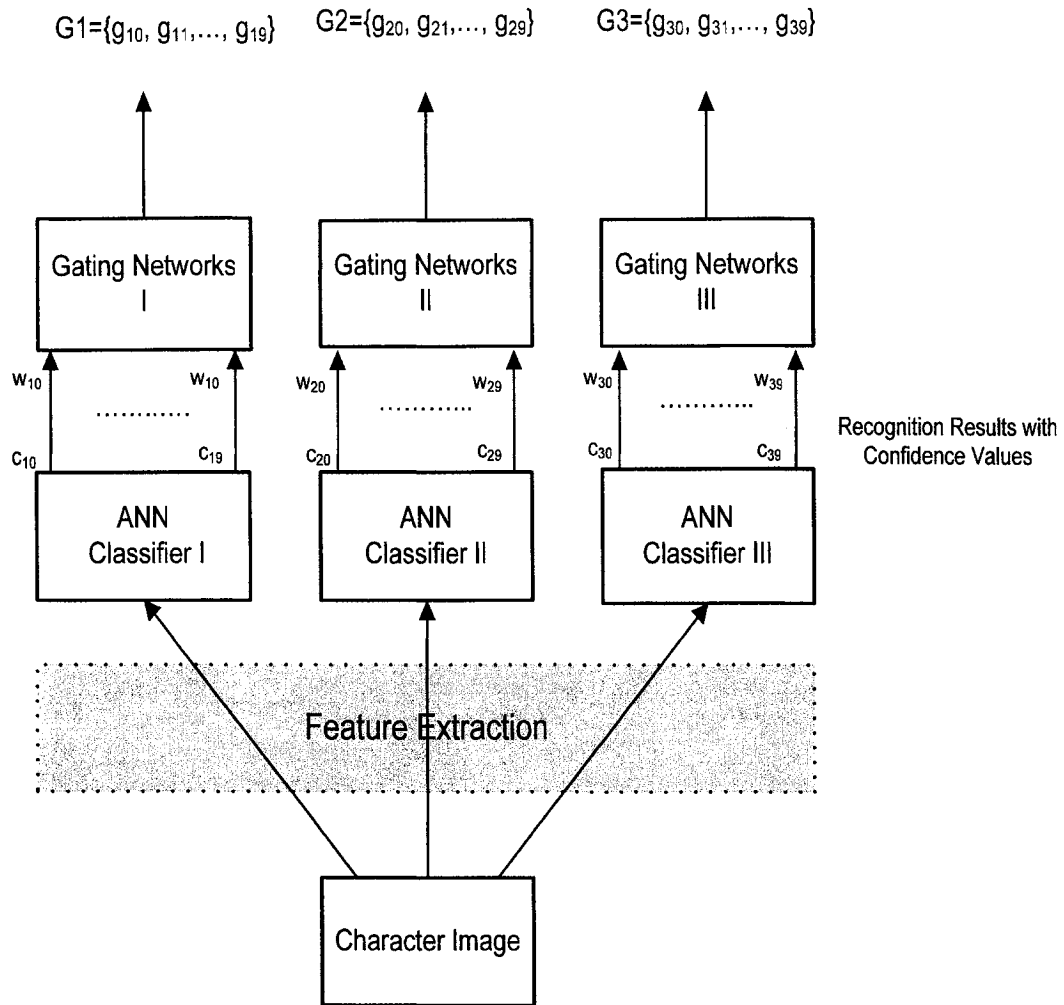 G1={g₁₀, g₁₁,..., g₁₉} G2={g₂₀, g₂₁,..., g₂₉} G3={g₃₀, g₃₁,..., g₃₉}
Gating Networks I
Gating Networks II
Gating Networks III
w₁₀ ........... w₁₀ w₂₀ ........... w₂₉ w₃₀ ........... w₃₉
c₁₀ c₁₉ c₂₀ c₂₉ c₃₀ c₃₉
Recognition Results with
Confidence Values
ANN
Classifier I
ANN
Classifier II
ANN
Classifier III
Feature Extraction
Character Image